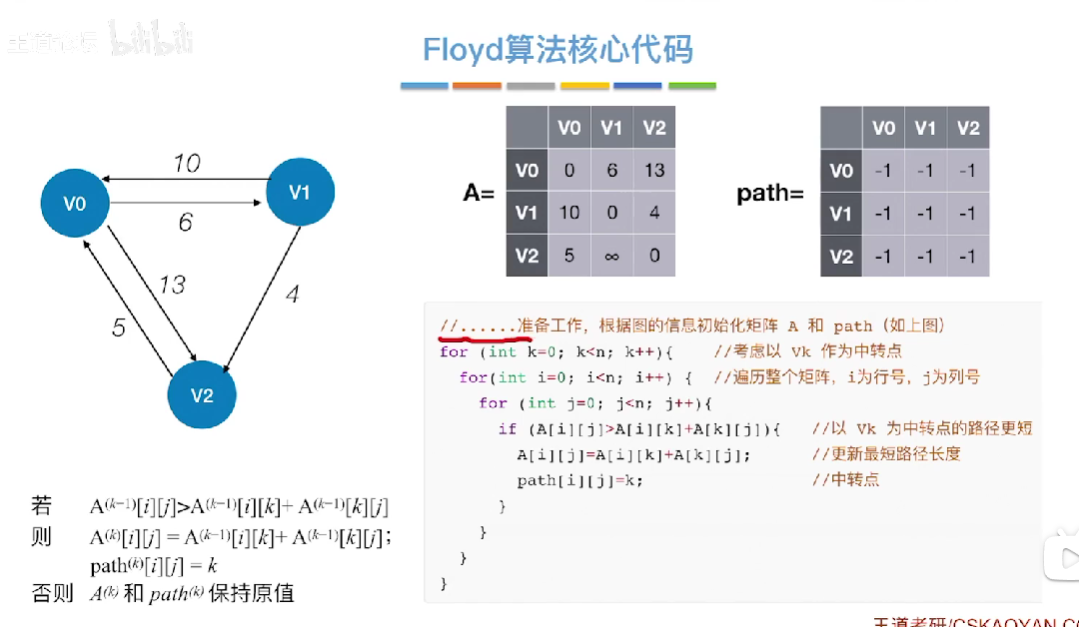 bilibili
Floyd算法核心代码
10
V0
V1
6
13
5
4
V2
A=
V0 V1 V2
V0 0 6 13
V1 10 0 4
V2 5 ∞ 0
path=
V0 V1 V2
V0 -1 -1 -1
V1 -1 -1 -1
V2 -1 -1 -1
//......准备工作，根据图的信息初始化矩阵 A 和 path（如上图）
for (int k=0; k<n; k++){ //考虑以 Vk 作为中转点
for(int i=0; i<n; i++) { //遍历整个矩阵，i为行号，j为列号
for (int j=0; j<n; j++){
if (A[i][j]>A[i][k]+A[k][j]){ //以 Vk 为中转点的路径更短
A[i][j]=A[i][k]+A[k][j]; //更新最短路径长度
path[i][j]=k; //中转点
}
}
}
}
若 A⁽ᵏ⁻¹⁾[i][j]>A⁽ᵏ⁻¹⁾[i][k]+ A⁽ᵏ⁻¹⁾[k][j]
则 A⁽ᵏ⁾[i][j] = A⁽ᵏ⁻¹⁾[i][k]+ A⁽ᵏ⁻¹⁾[k][j];
path⁽ᵏ⁾[i][j] = k
否则 A⁽ᵏ⁾ 和 path⁽ᵏ⁾ 保持原值
王道考研/CSKAOYAN.C